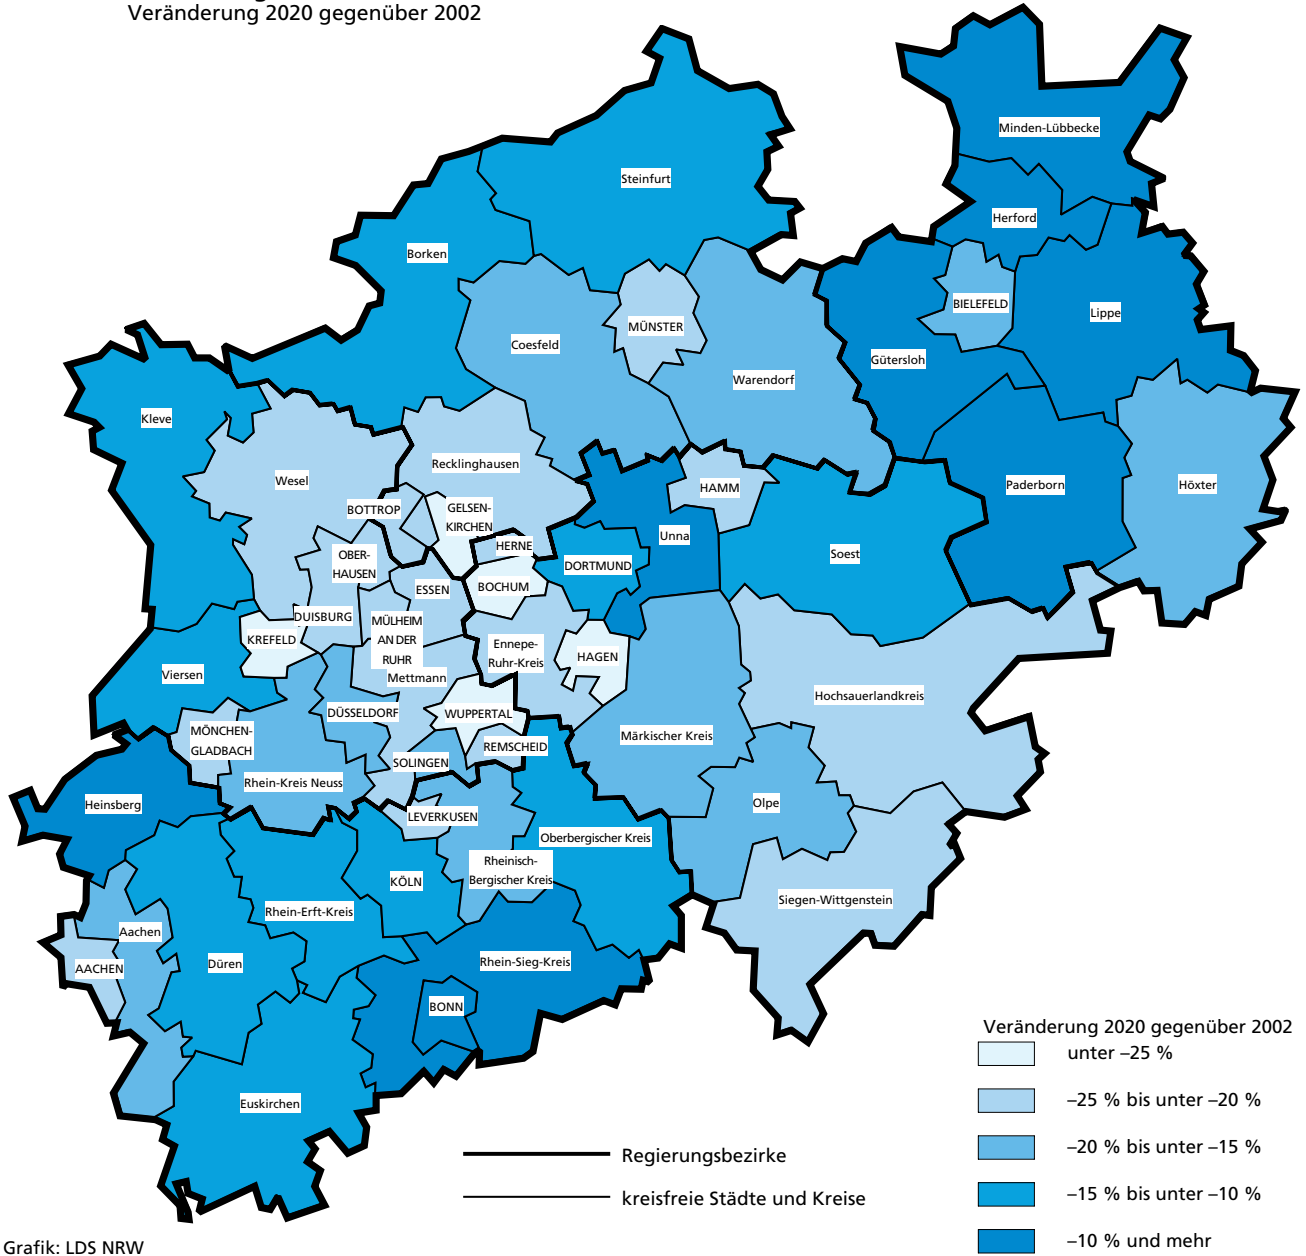 Veränderung 2020 gegenüber 2002
Minden-Lübbecke
Steinfurt
Herford
Borken
BIELEFELD
Lippe
MÜNSTER
Coesfeld
Gütersloh
Warendorf
Kleve
Recklinghausen
Wesel
HAMM
Paderborn
Höxter
BOTTROP
GELSEN-
KIRCHEN
Unna
HERNE
Soest
OBER-
HAUSEN
DORTMUND
ESSEN
BOCHUM
DUISBURG
MÜLHEIM
AN DER
RUHR
KREFELD
Ennepe-
Ruhr-Kreis
HAGEN
Viersen
Mettmann
Hochsauerlandkreis
DÜSSELDORF
WUPPERTAL
MÖNCHEN-
GLADBACH
Märkischer Kreis
REMSCHEID
SOLINGEN
Rhein-Kreis Neuss
Heinsberg
Olpe
LEVERKUSEN
Oberbergischer Kreis
Rheinisch-
Bergischer Kreis
KÖLN
Siegen-Wittgenstein
Rhein-Erft-Kreis
Aachen
Düren
Rhein-Sieg-Kreis
AACHEN
BONN
Euskirchen
Veränderung 2020 gegenüber 2002
unter –25 %
–25 % bis unter –20 %
–20 % bis unter –15 %
–15 % bis unter –10 %
–10 % und mehr
Regierungsbezirke
kreisfreie Städte und Kreise
Grafik: LDS NRW